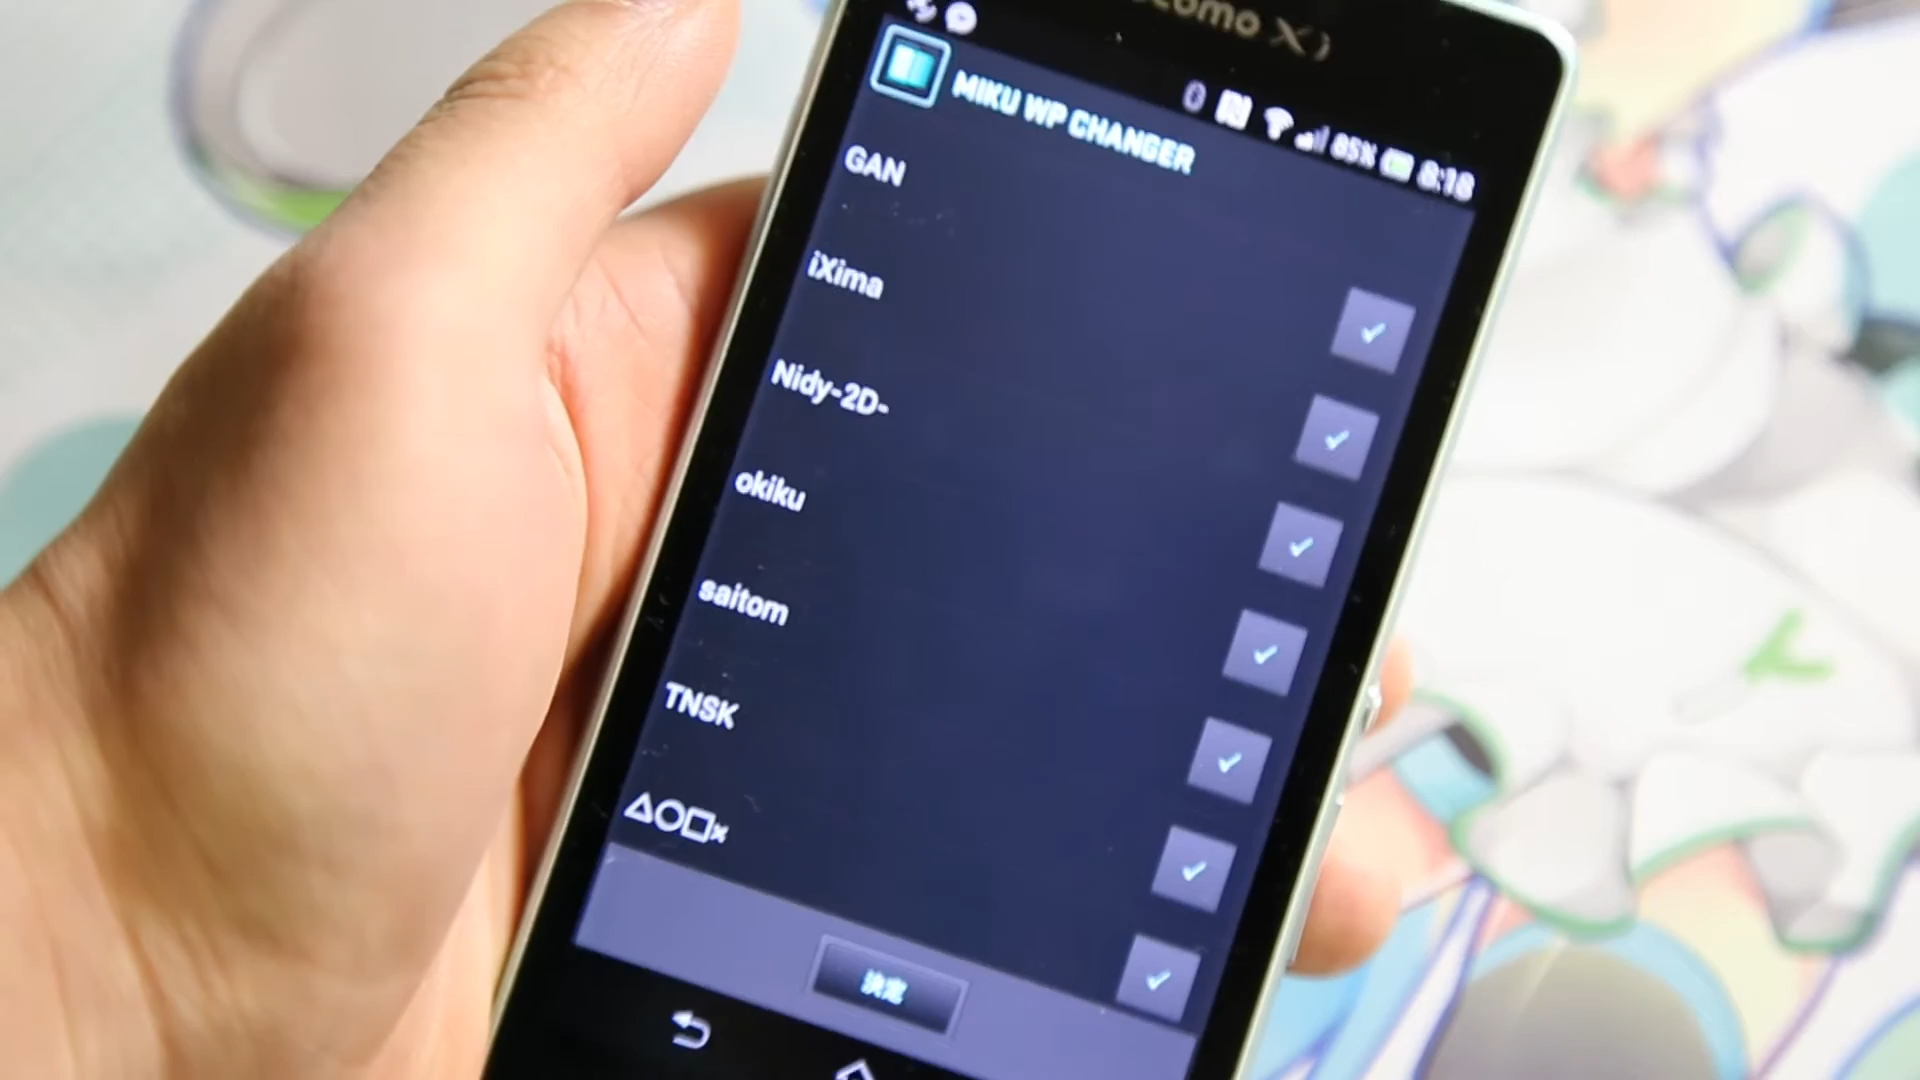 docomo Xi
85% 8:18
MIKU WP CHANGER
GAN
iXima
Nidy-2D-
okiku
saitom
TNSK
△○□×
決定